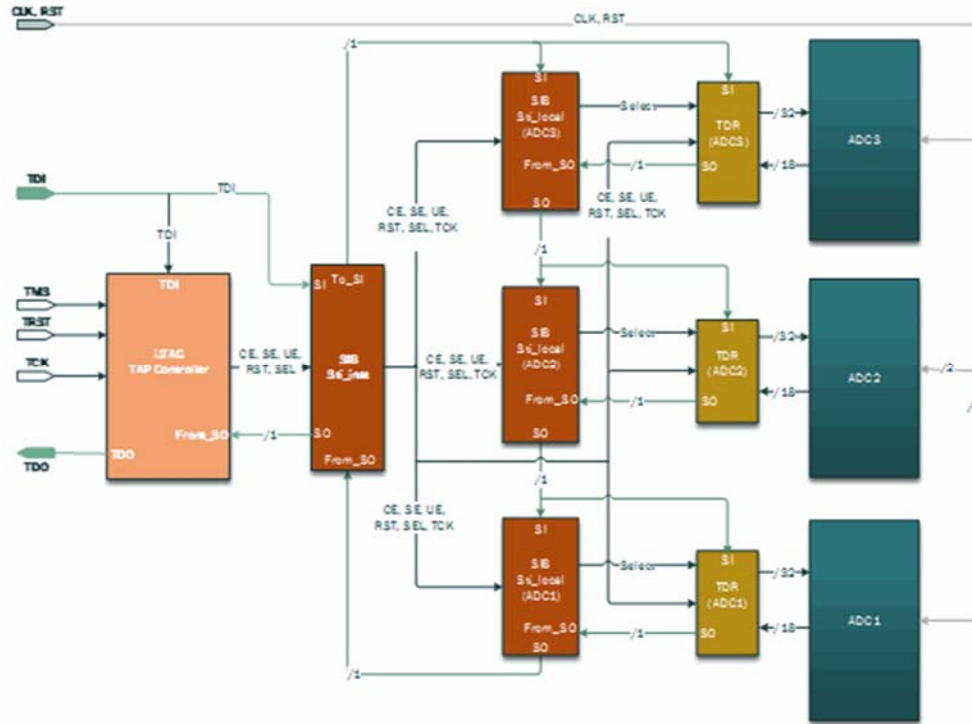 CLK, RST
CLK, RST
/1
SI
SIB
(ADC3)
From_SO
SO
Select
SI
TDR
(ADC3)
SO
/32
/18
/1
ADC3
TDI
TDI
TDI
CE, SE, UE,
RST, SEL, TCK
CE, SE, UE,
RST, SEL, TCK
TDI
TMS
TRST
TCK
TAP Controller
From_SO
TDO
TDO
CE, SE, UE,
RST, SEL
/1
SI
To_SI
SIB
SO
From_SO
CE, SE, UE,
RST, SEL, TCK
/1
SI
SIB
(ADC2)
From_SO
SO
Select
SI
TDR
(ADC2)
SO
/32
/18
/1
ADC2
/2
CE, SE, UE,
RST, SEL, TCK
/1
SI
SIB
(ADC1)
From_SO
SO
Select
SI
TDR
(ADC1)
SO
/32
/18
/1
ADC1
/1